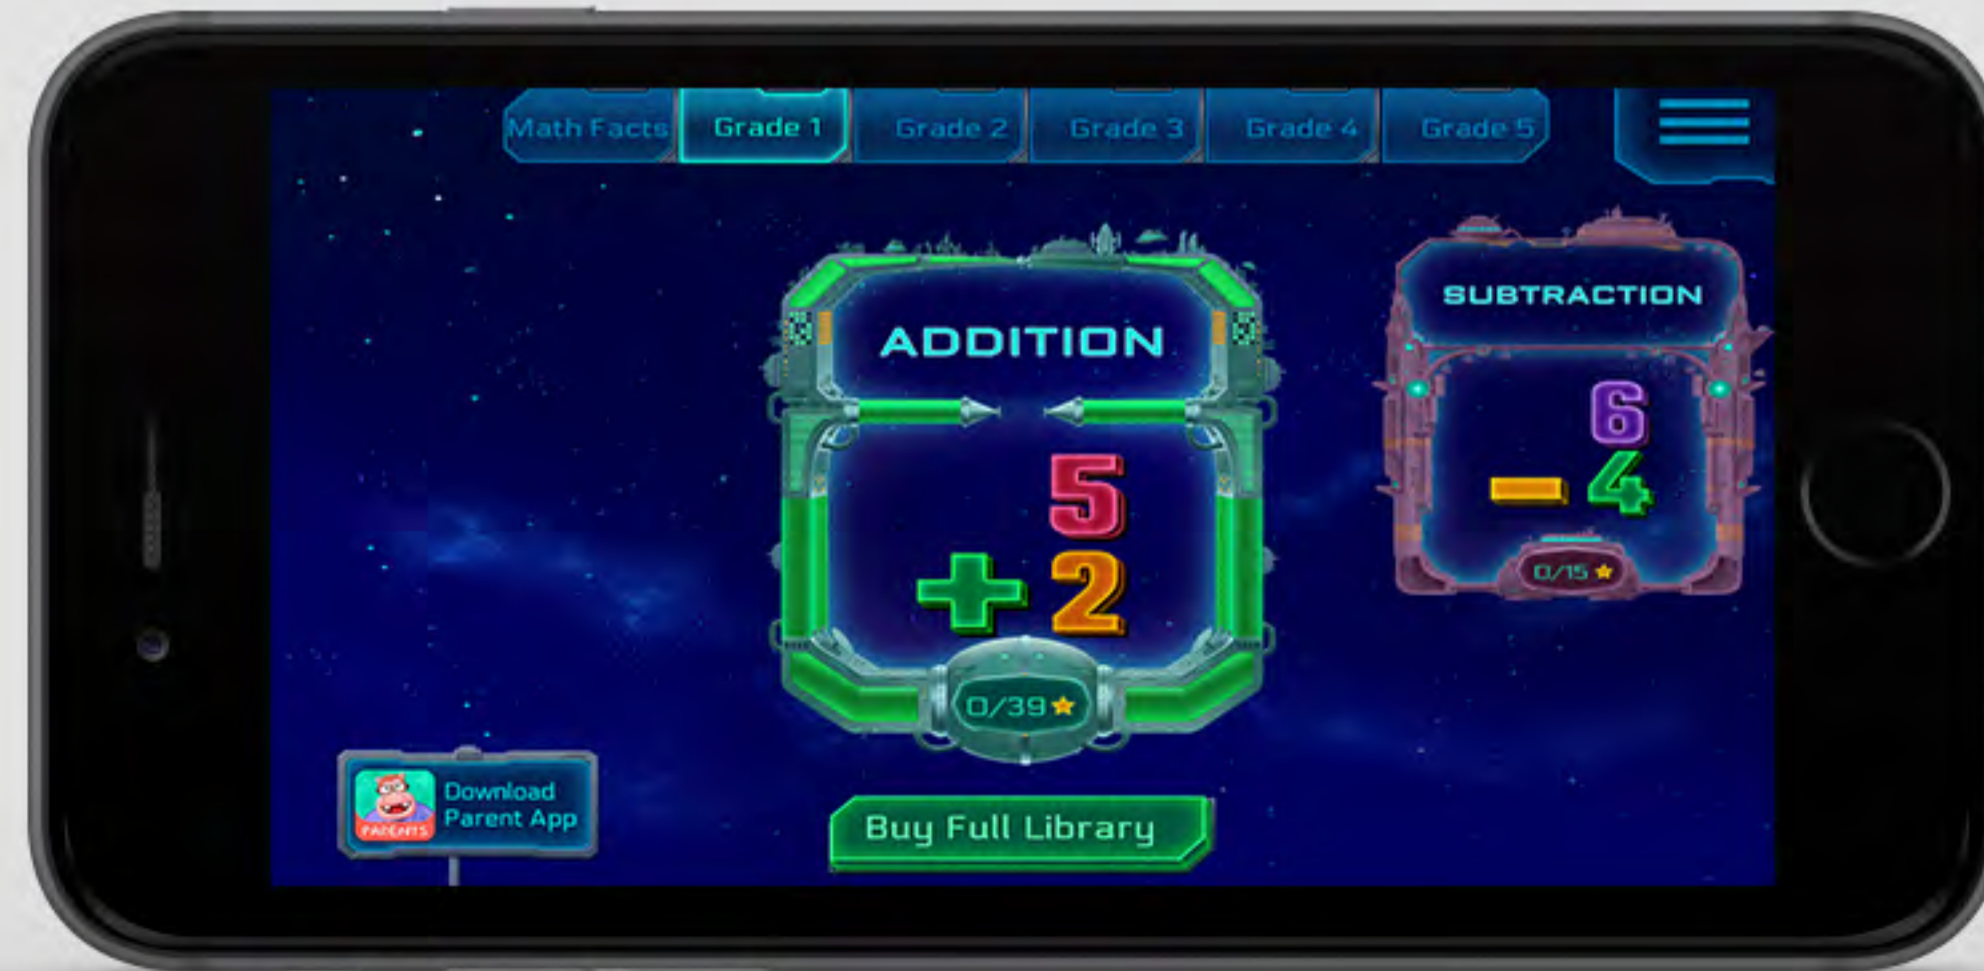 Math Facts
Grade 1
Grade 2
Grade 3
Grade 4
Grade 5
ADDITION
5
+ 2
0/39
SUBTRACTION
6
- 4
0/15
Download
Parent App
PARENTS
Buy Full Library